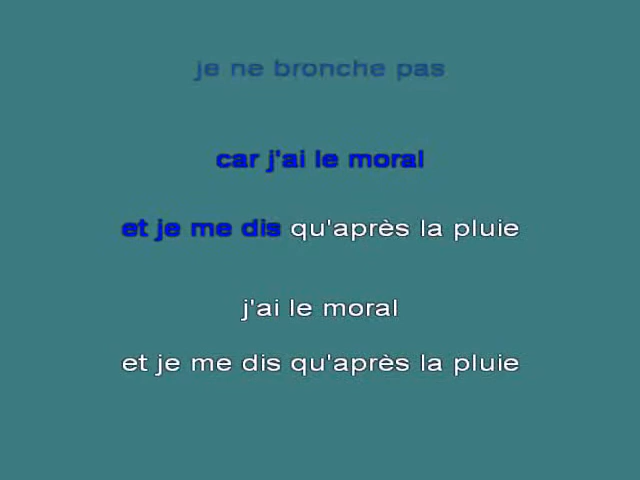 je ne bronche pas
car j'ai le moral
et je me dis qu'après la pluie
j'ai le moral
et je me dis qu'après la pluie